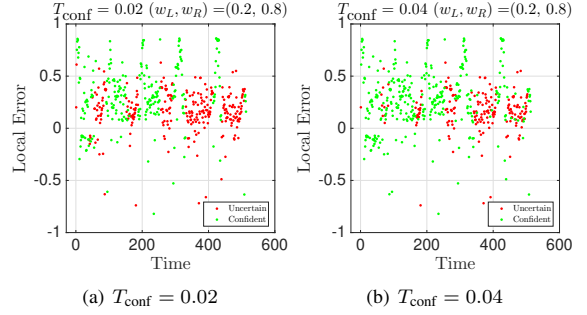 T_conf = 0.02 (w_L, w_R) =(0.2, 0.8)
1
0.5
0
-0.5
-1
Local Error
Uncertain
Confident
0 200 400 600
Time
(a) T_conf = 0.02
T_conf = 0.04 (w_L, w_R) =(0.2, 0.8)
1
0.5
0
-0.5
-1
Local Error
Uncertain
Confident
0 200 400 600
Time
(b) T_conf = 0.04